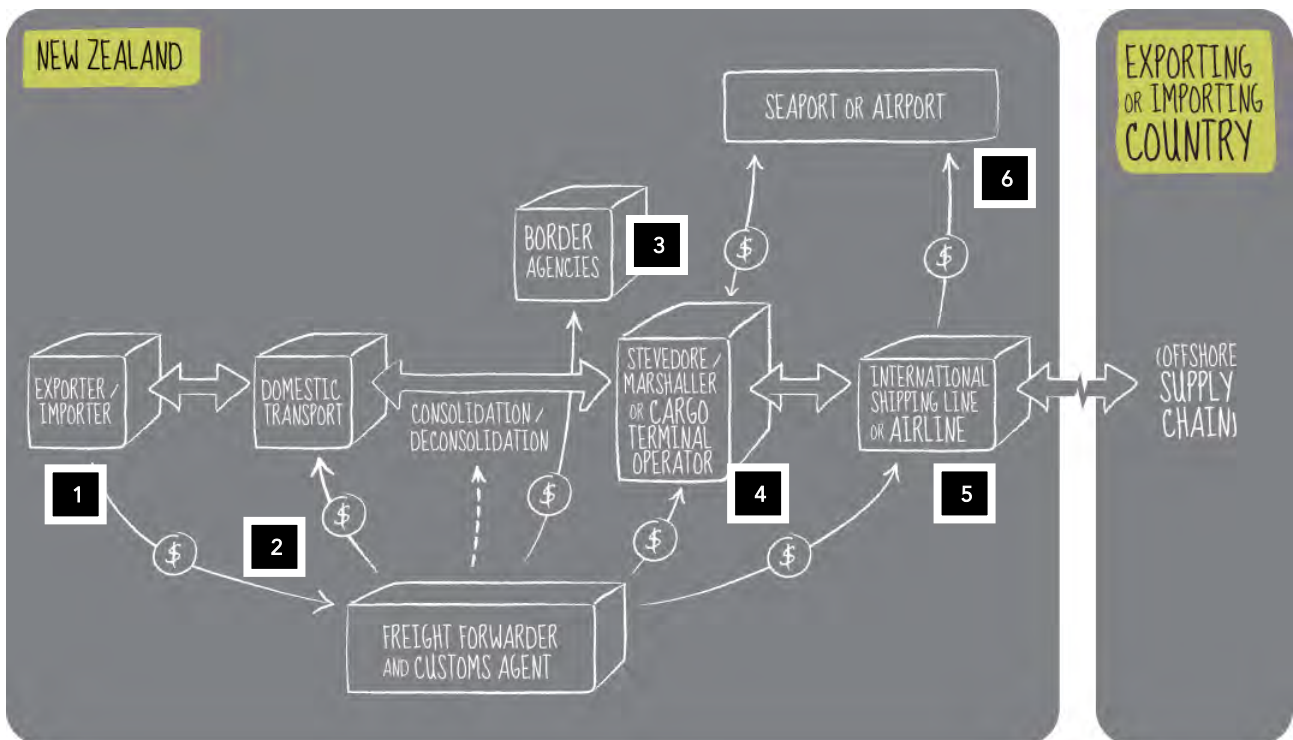 NEW ZEALAND
EXPORTING
OR IMPORTING
COUNTRY
SEAPORT OR AIRPORT
6
BORDER
AGENCIES
3
$
$
EXPORTER /
IMPORTER
DOMESTIC
TRANSPORT
CONSOLIDATION /
DECONSOLIDATION
STEVEDORE /
MARSHALLER
OR CARGO
TERMINAL
OPERATOR
INTERNATIONAL
SHIPPING LINE
OR AIRLINE
(OFFSHORE
SUPPLY
CHAIN)
1
2
4
5
$
$
$
$
$
FREIGHT FORWARDER
AND CUSTOMS AGENT